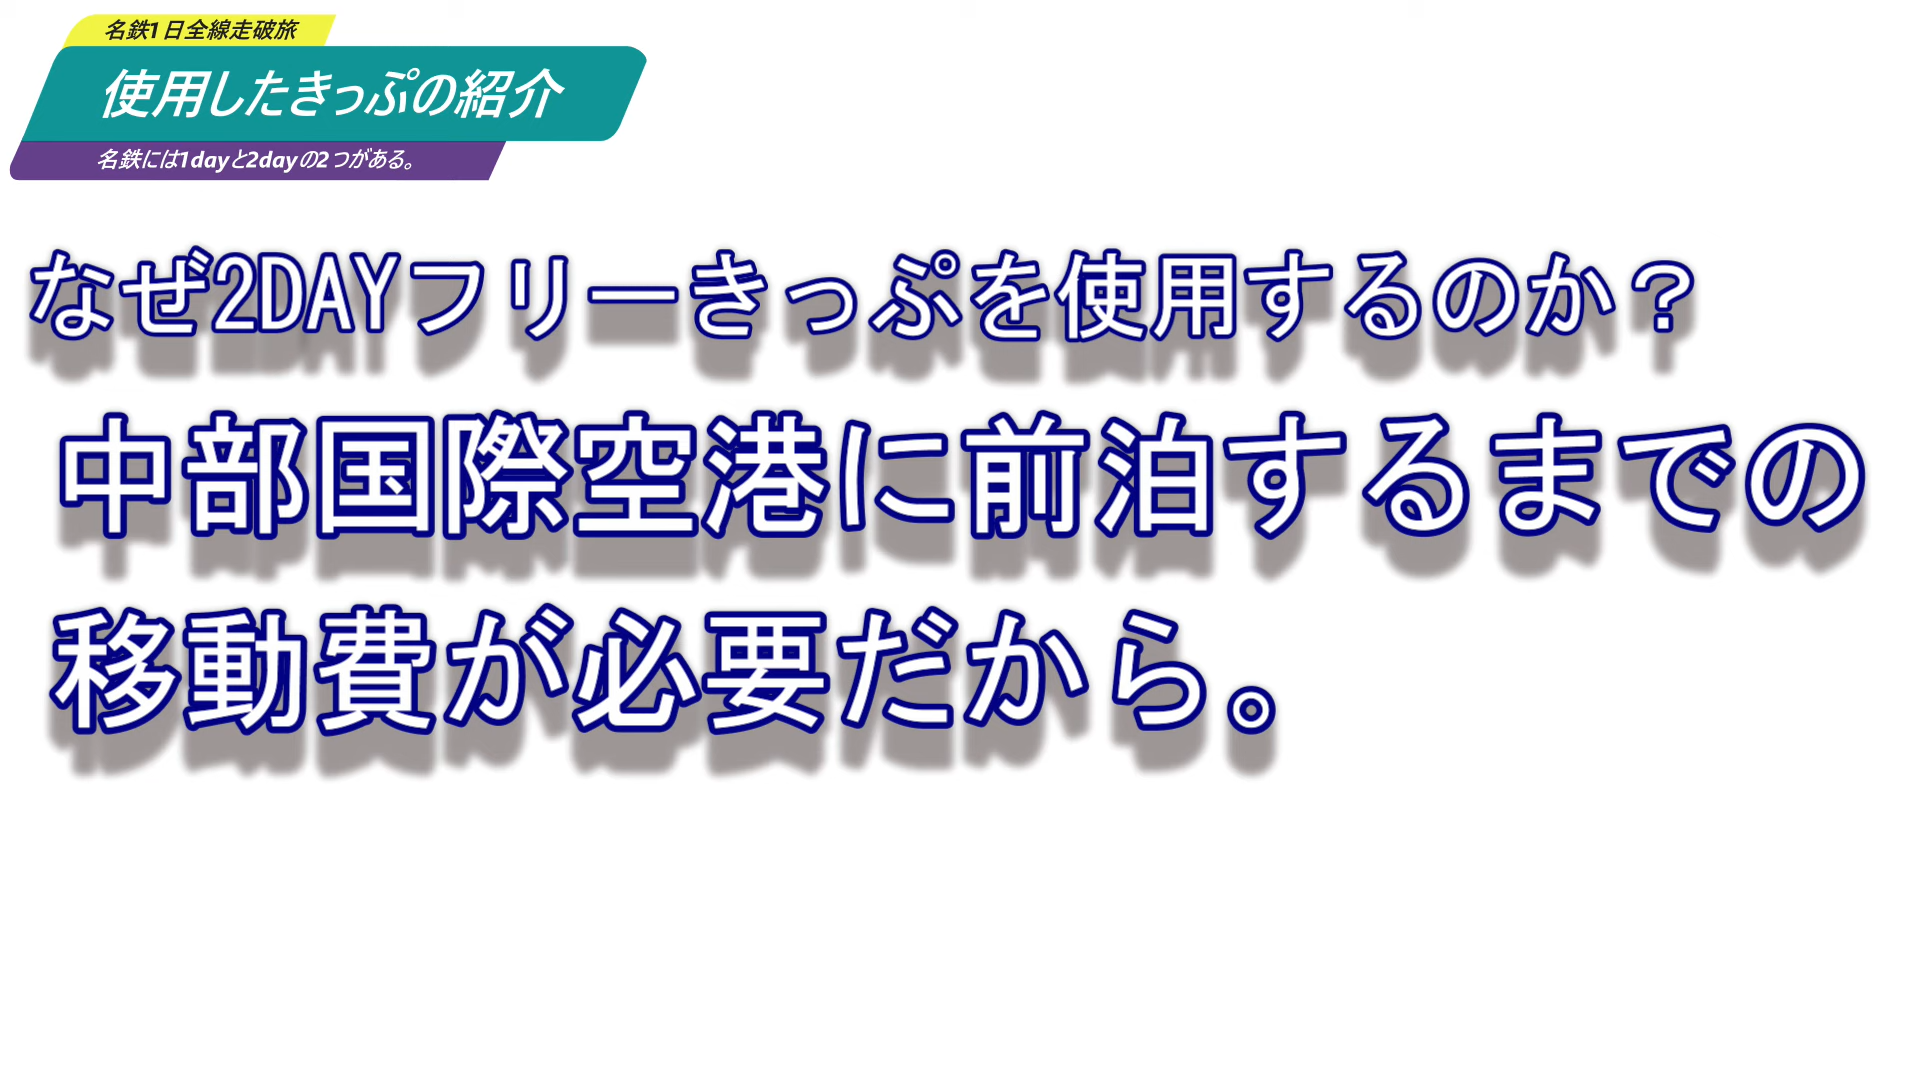 名鉄1日全線走破旅
使用したきっぷの紹介
名鉄には1dayと2dayの2つがある。
なぜ2DAYフリーきっぷを使用するのか？
中部国際空港に前泊するまでの
移動費が必要だから。